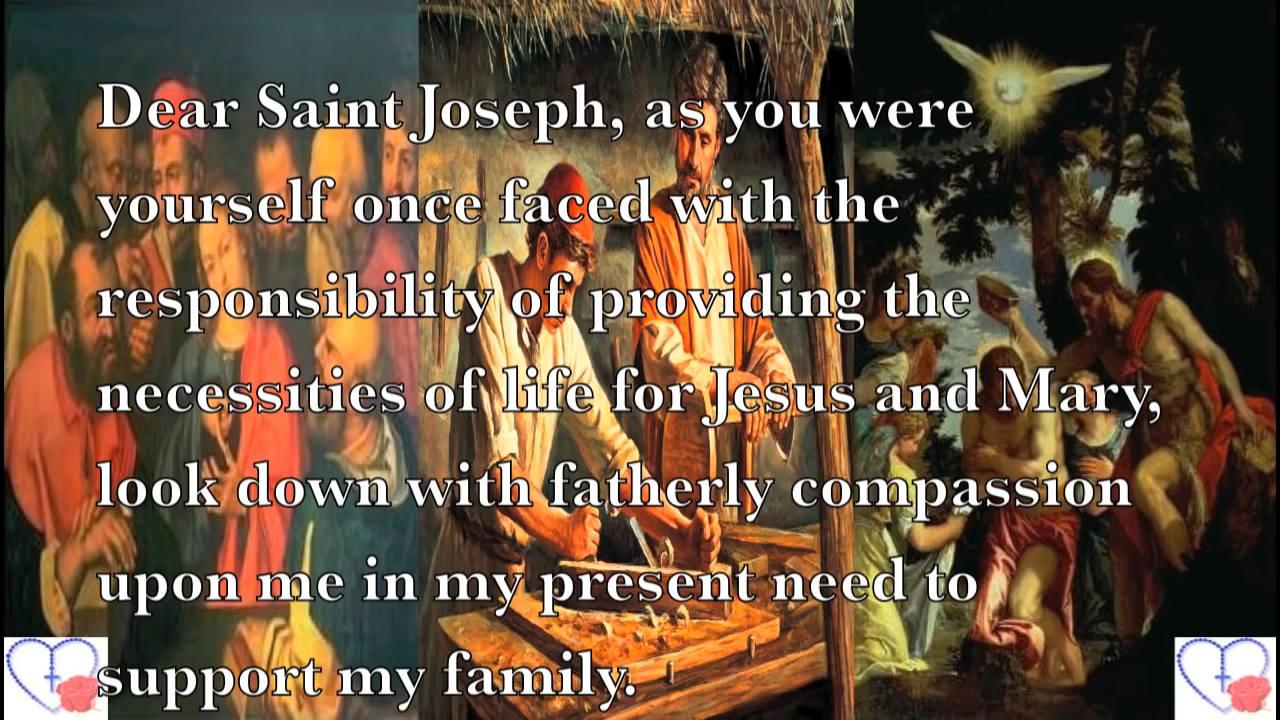 Dear Saint Joseph, as you were
yourself once faced with the
responsibility of providing the
necessities of life for Jesus and Mary,
look down with fatherly compassion
upon me in my present need to
support my family.